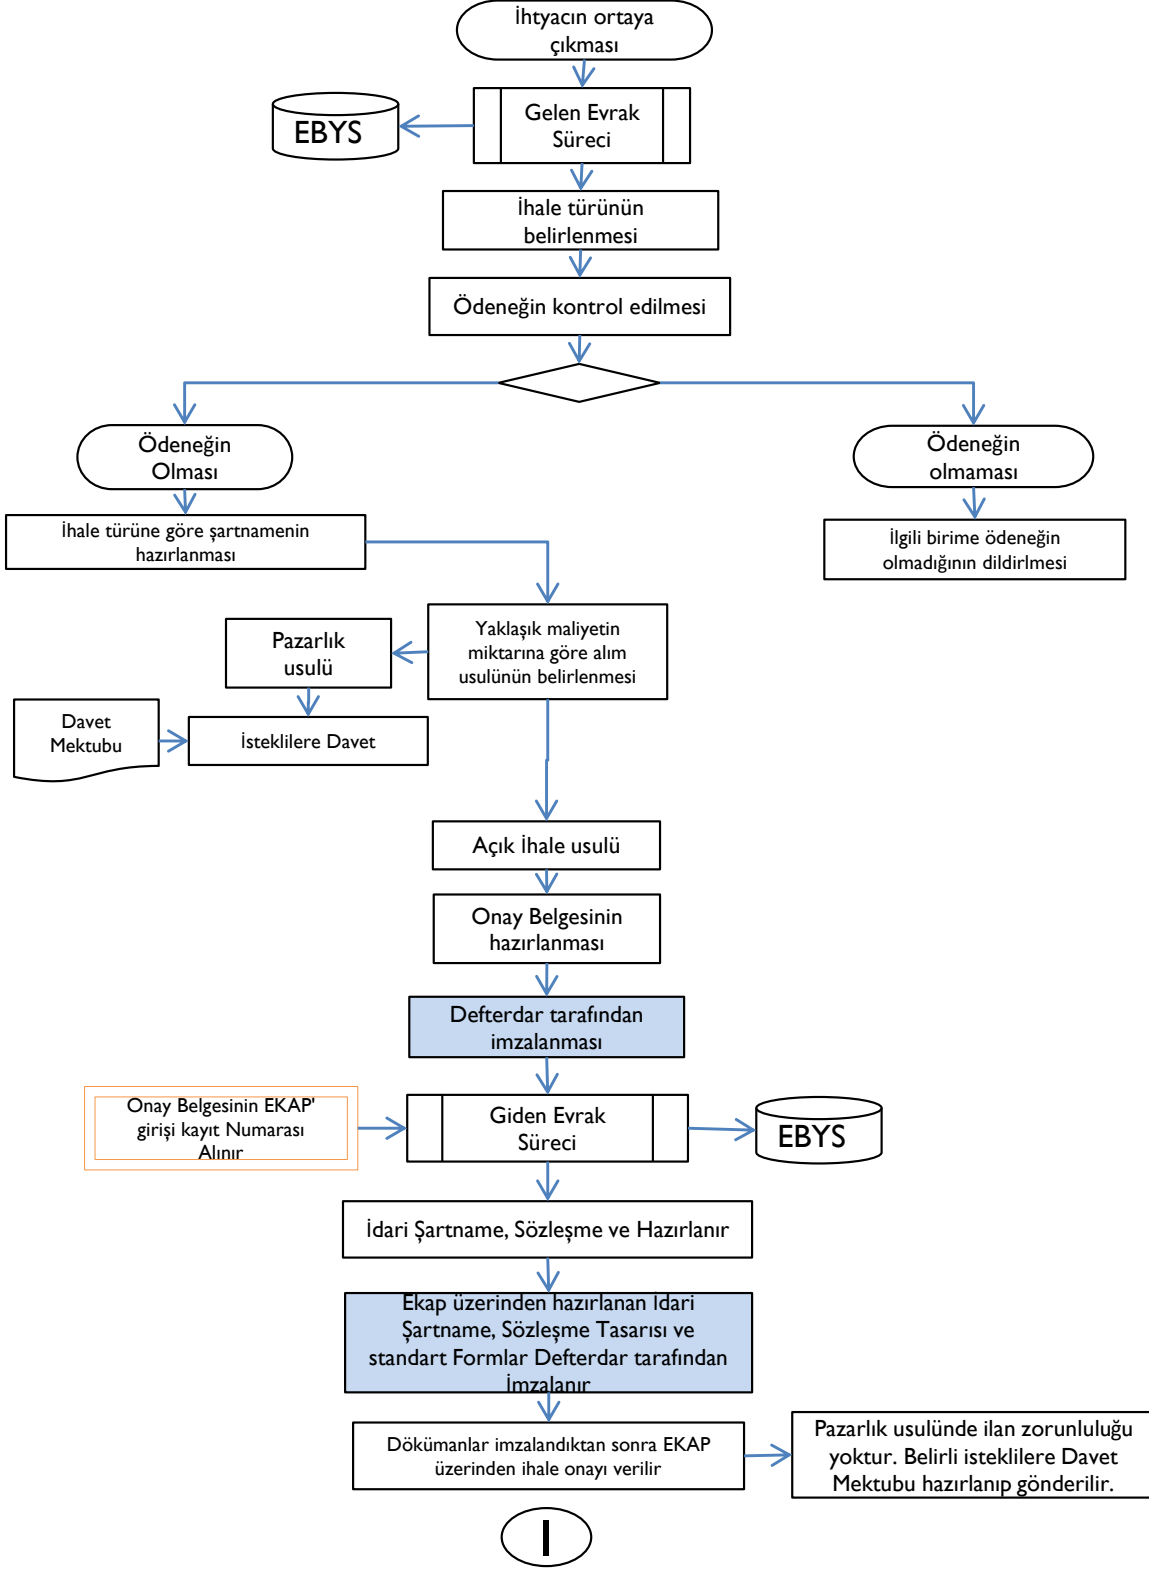 İhtyacın ortaya
çıkması
Gelen Evrak
Süreci
EBYS
İhale türünün
belirlenmesi
Ödeneğin kontrol edilmesi
Ödeneğin
Olması
Ödeneğin
olmaması
İhale türüne göre şartnamenin
hazırlanması
İlgili birime ödeneğin
olmadığının dildirlmesi
Yaklaşık maliyetin
miktarına göre alım
usulünün belirlenmesi
Pazarlık
usulü
Davet
Mektubu
İsteklilere Davet
Açık İhale usulü
Onay Belgesinin
hazırlanması
Defterdar tarafından
imzalanması
Onay Belgesinin EKAP'
girişi kayıt Numarası
Alınır
Giden Evrak
Süreci
EBYS
İdari Şartname, Sözleşme ve Hazırlanır
Ekap üzerinden hazırlanan İdari
Şartname, Sözleşme Tasarısı ve
standart Formlar Defterdar tarafından
İmzalanır
Dökümanlar imzalandıktan sonra EKAP
üzerinden ihale onayı verilir
Pazarlık usulünde ilan zorunluluğu
yoktur. Belirli isteklilere Davet
Mektubu hazırlanıp gönderilir.
I